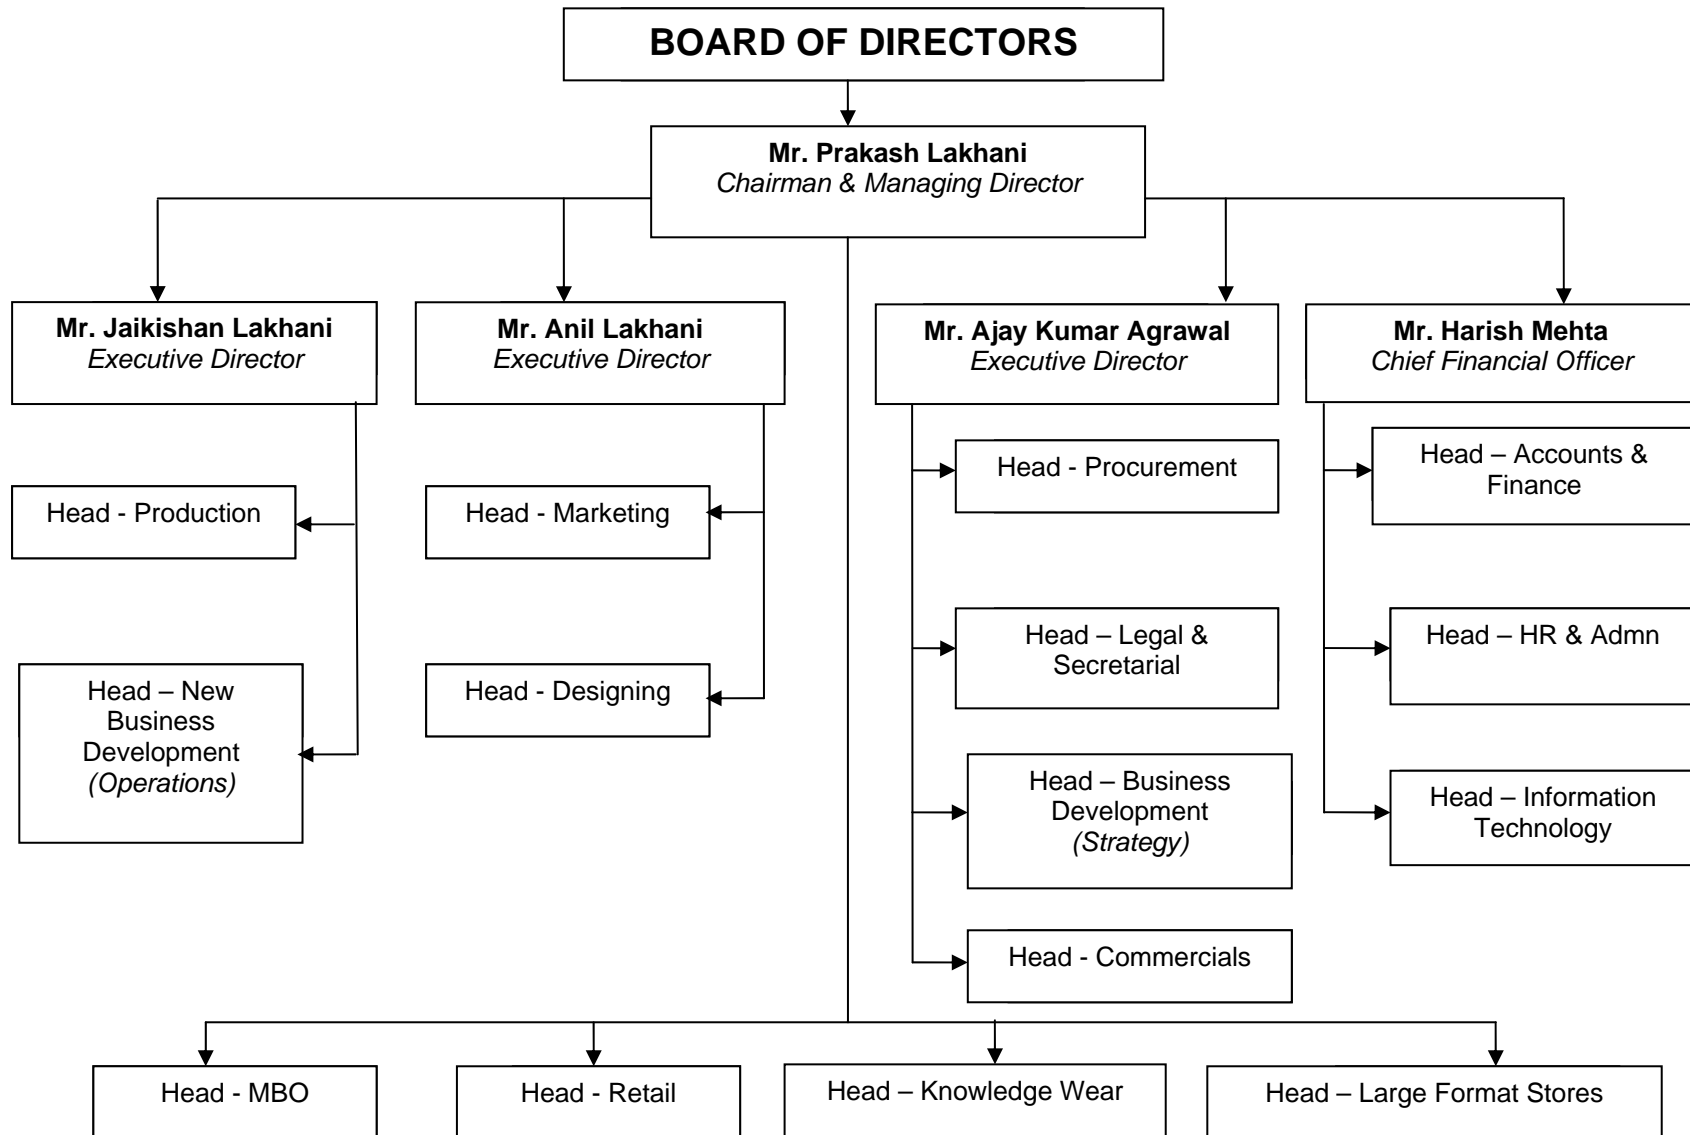 BOARD OF DIRECTORS
Mr. Prakash Lakhani
Chairman & Managing Director
Mr. Jaikishan Lakhani
Executive Director
Mr. Anil Lakhani
Executive Director
Mr. Ajay Kumar Agrawal
Executive Director
Mr. Harish Mehta
Chief Financial Officer
Head - Production
Head – New
Business
Development
(Operations)
Head - Marketing
Head - Designing
Head - Procurement
Head – Legal &
Secretarial
Head – Business
Development
(Strategy)
Head - Commercials
Head – Accounts &
Finance
Head – HR & Admn
Head – Information
Technology
Head - MBO
Head - Retail
Head – Knowledge Wear
Head – Large Format Stores